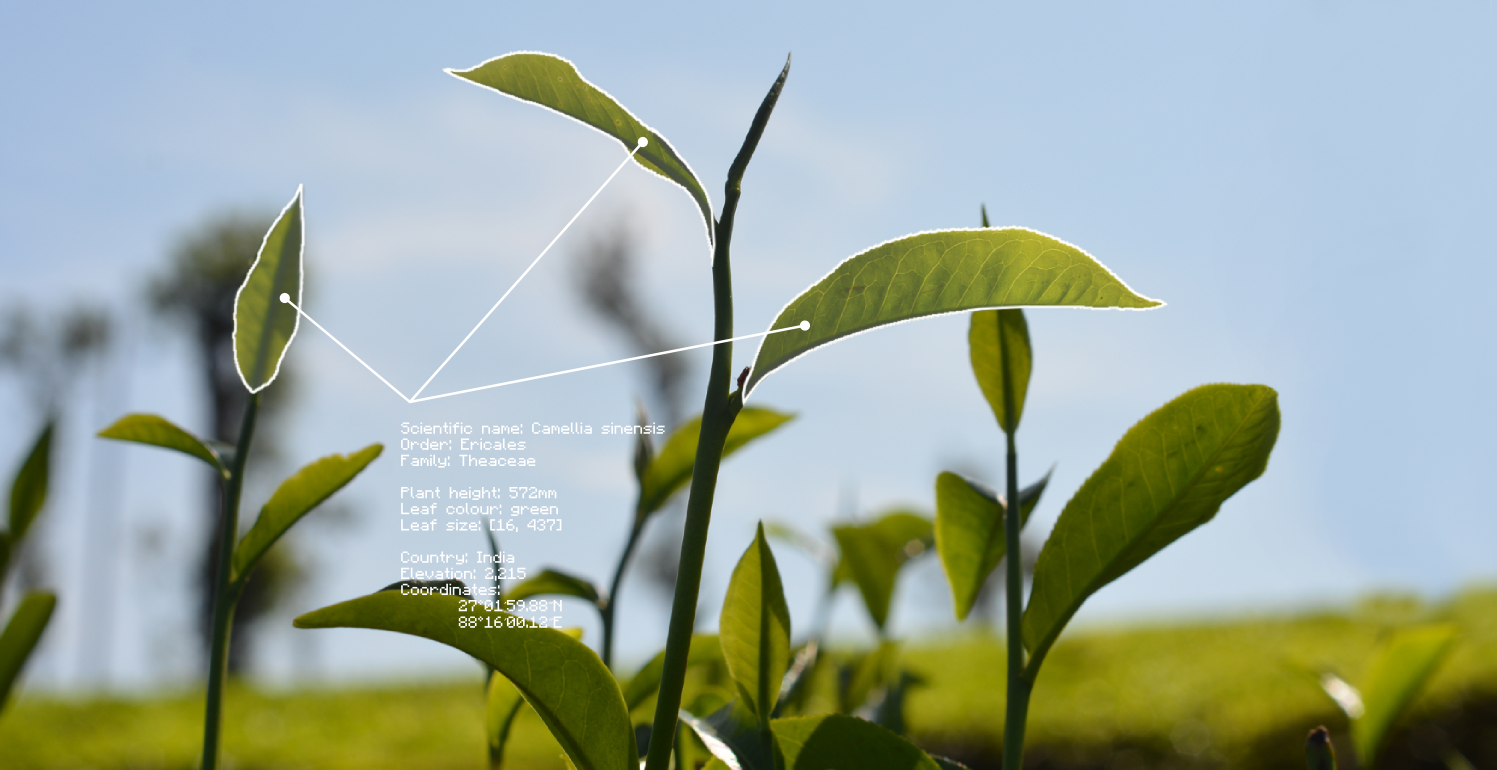 Scientific name: Camellia sinensis
Order: Ericales
Family: Theaceae
Plant height: 572mm
Leaf colour: green
Leaf size: [16, 437]
Country: India
Elevation: 2,215
Coordinates:
27°01'59.88"N
88°16'00.12"E